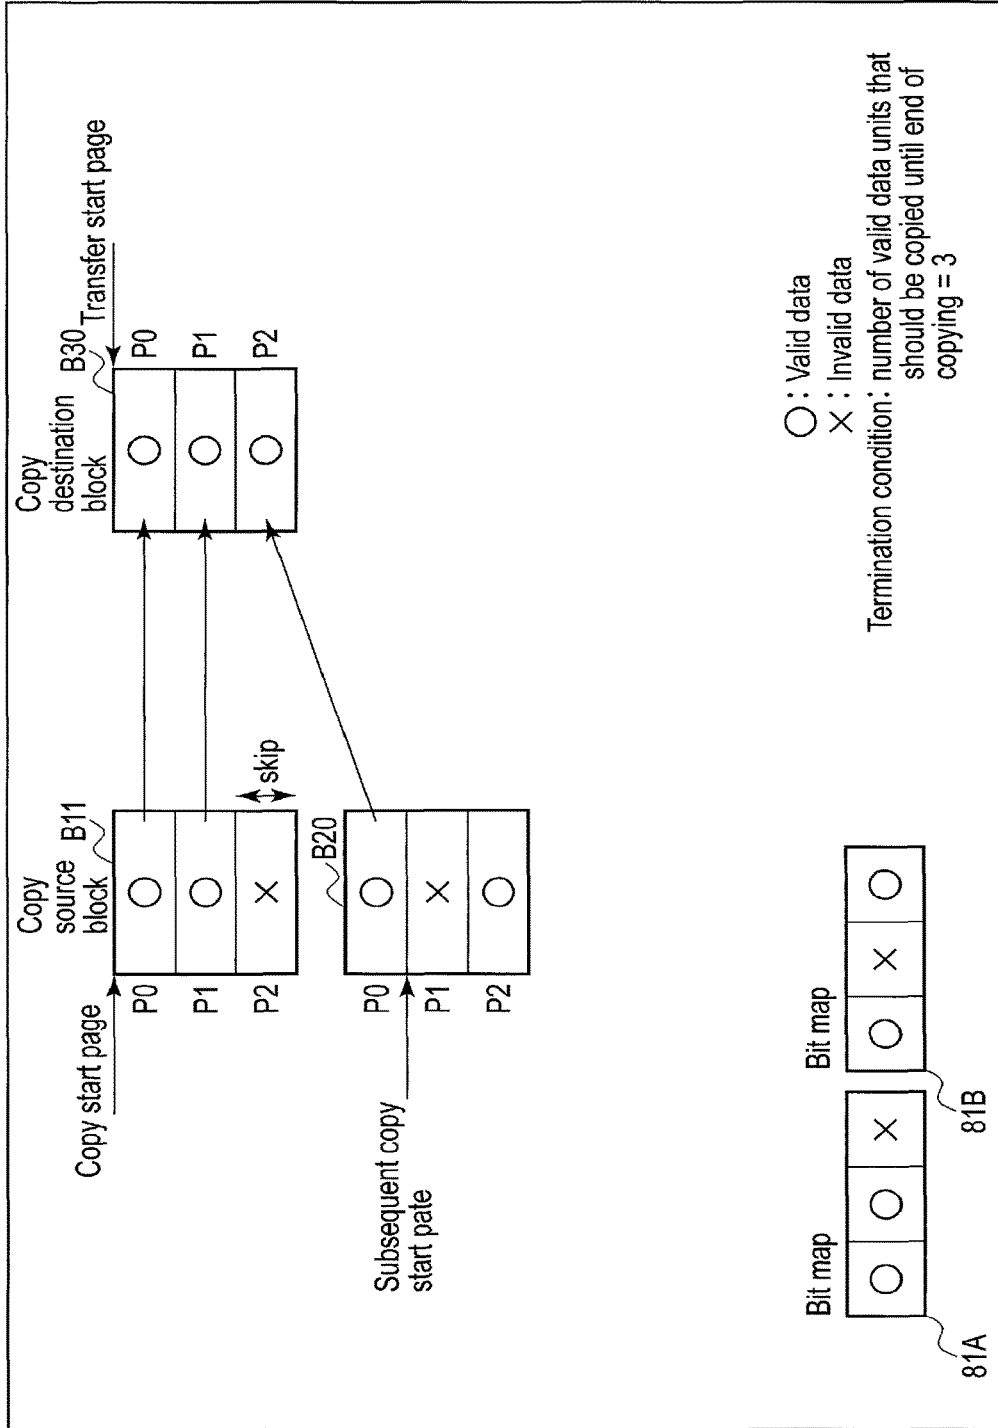 Copy start page
Copy
source
block
B11
P0
P1
P2
skip
Copy
destination
block
B30
Transfer start page
P0
P1
P2
B20
Subsequent copy
start pate
P0
P1
P2
Bit map
81A
Bit map
81B
○ : Valid data
× : Invalid data
Termination condition: number of valid data units that
should be copied until end of
copying = 3